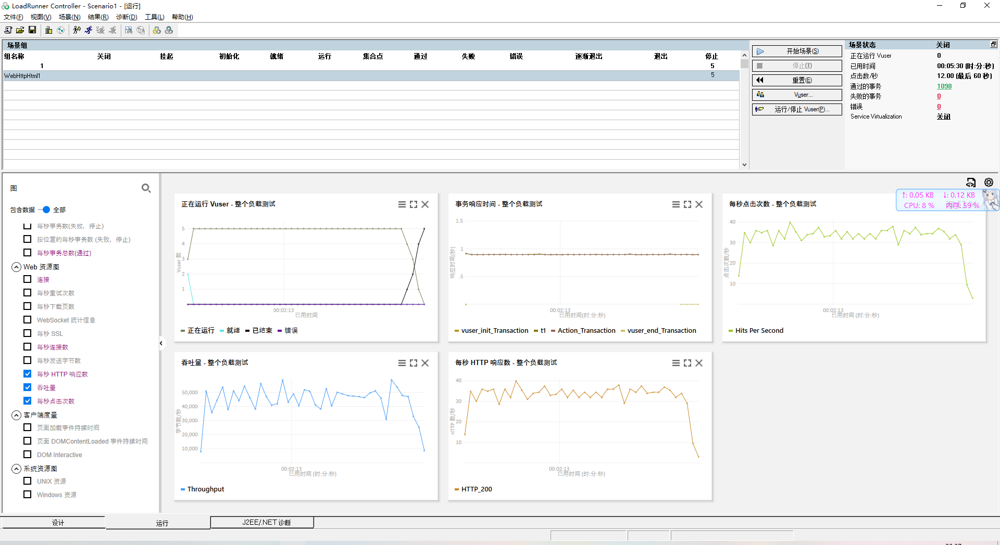 LoadRunner Controller - Scenario1 - [运行]
文件(F) 视图(V) 场景(N) 结果(R) 诊断(D) 工具(L) 帮助(H)
场景组
组名称 关闭 挂起 初始化 就绪 运行 集合点 通过 失败 错误 逐渐退出 退出 停止
1 5
WebHttpHtml1 5
开始场景(S)
停止(I)
重置(E)
Vuser...
运行/停止 Vuser(P)...
场景状态 关闭
正在运行 Vuser 0
已用时间 00:05:30 (时:分:秒)
点击数/秒 12.00 (最后 60 秒)
通过的事务 1098
失败的事务 0
错误 0
Service Virtualization 关闭
图
包含数据 全部
每秒事务数(失败, 停止)
按位置的每秒事务数 (失败, 停止)
每秒事务总数(通过)
Web 资源图
连接
每秒重试次数
每秒下载页数
WebSocket 统计信息
每秒 SSL
每秒连接数
每秒发送字节数
每秒 HTTP 响应数
吞吐量
每秒点击次数
客户端度量
页面加载事件持续时间
页面 DOMContentLoaded 事件持续时间
DOM Interactive
系统资源图
UNIX 资源
Windows 资源
正在运行 Vuser - 整个负载测试
5
4
3
2
1
Vuser 数
00:02:13
已用时间
正在运行 就绪 已结束 错误
事务响应时间 - 整个负载测试
1.5
1
.5
响应时间(秒)
00:02:13
已用时间(时:分:秒)
vuser_init_Transaction t1 Action_Transaction vuser_end_Transaction
每秒点击次数 - 整个负载测试
40
30
20
10
点击次数/秒
00:02:13
已用时间 (时:分:秒)
Hits Per Second
↑: 0.05 KB ↓: 0.12 KB
CPU: 8 % 内存: 59 %
吞吐量 - 整个负载测试
50,000
40,000
30,000
20,000
10,000
字节数/秒
00:02:13
已用时间 (时:分:秒)
Throughput
每秒 HTTP 响应数 - 整个负载测试
40
30
20
10
HTTP 数/秒
00:02:13
已用时间 (时:分:秒)
HTTP_200
设计 运行 J2EE/.NET 诊断